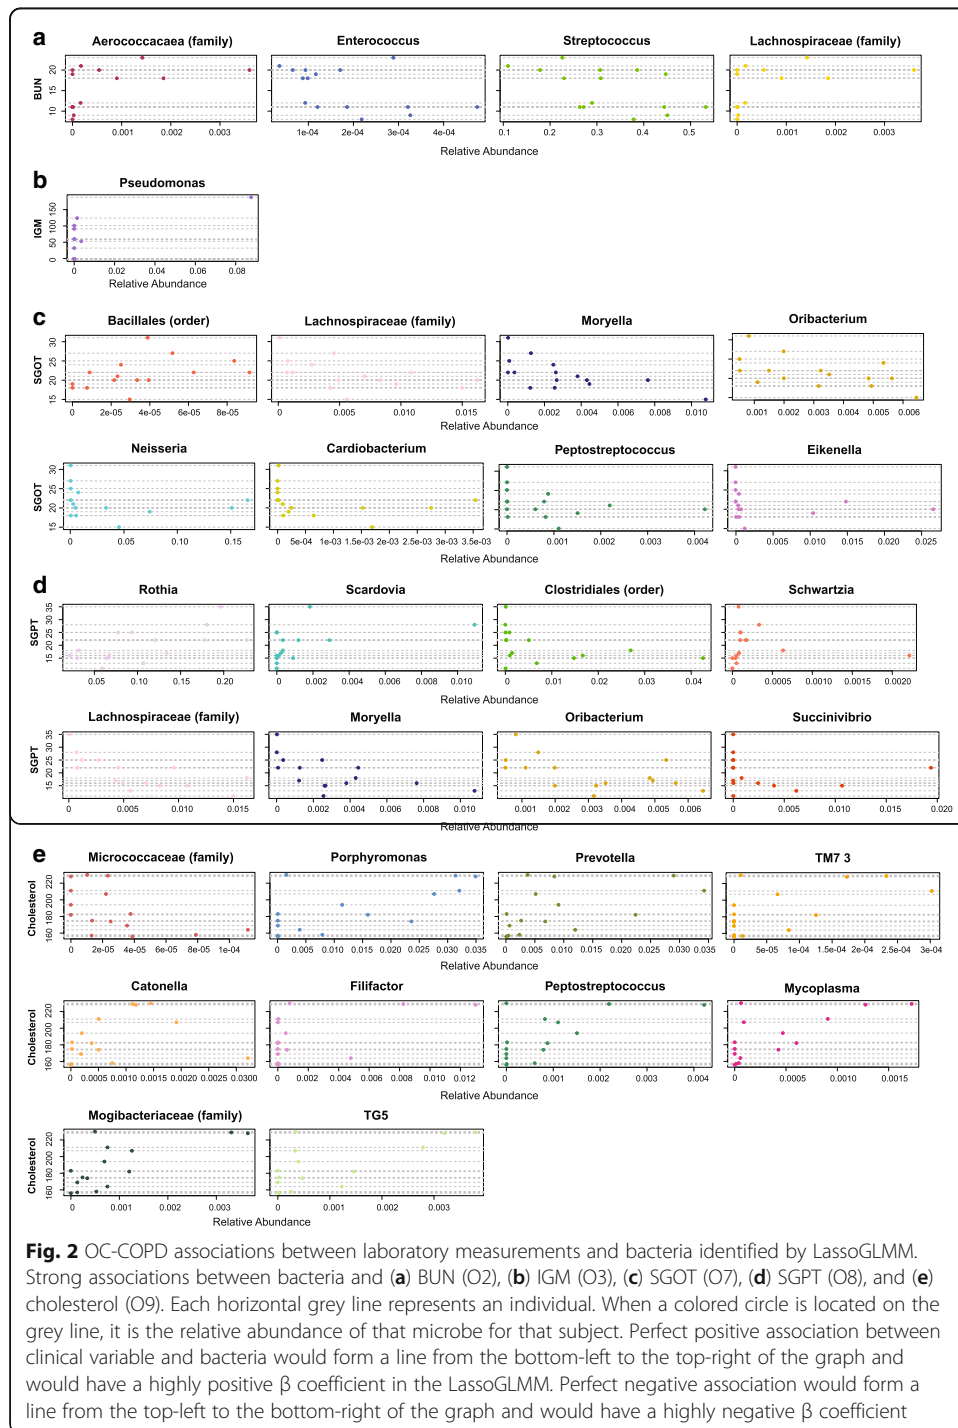 a
Aerococcacaea (family) Enterococcus Streptococcus Lachnospiraceae (family)
BUN
10 15 20
0 0.001 0.002 0.003 1e-04 2e-04 3e-04 4e-04 0.1 0.2 0.3 0.4 0.5 0 0.001 0.002 0.003
Relative Abundance
b
Pseudomonas
IGM
0 50 100 150
0 0.02 0.04 0.06 0.08
Relative Abundance
c
Bacillales (order) Lachnospiraceae (family) Moryella Oribacterium
SGOT
15 20 25 30
0 2e-05 4e-05 6e-05 8e-05 0 0.005 0.010 0.015 0 0.002 0.004 0.006 0.008 0.010 0.001 0.002 0.003 0.004 0.005 0.006
Neisseria Cardiobacterium Peptostreptococcus Eikenella
SGOT
15 20 25 30
0 0.05 0.10 0.15 0 5e-04 1e-03 1.5e-03 2e-03 2.5e-03 3e-03 3.5e-03 0 0.001 0.002 0.003 0.004 0 0.005 0.010 0.015 0.020 0.025
Relative Abundance
d
Rothia Scardovia Clostridiales (order) Schwartzia
SGPT
15 20 25 30 35
0.05 0.10 0.15 0.20 0 0.002 0.004 0.006 0.008 0.010 0 0.01 0.02 0.03 0.04 0 0.0005 0.0010 0.0015 0.0020
Relative Abundance
Lachnospiraceae (family) Moryella Oribacterium Succinivibrio
SGPT
15 20 25 30 35
0 0.005 0.010 0.015 0 0.002 0.004 0.006 0.008 0.010 0.001 0.002 0.003 0.004 0.005 0.006 0 0.005 0.010 0.015 0.020
Relative Abundance
e
Micrococcaceae (family) Porphyromonas Prevotella TM7 3
Cholesterol
160 180 200 220
0 2e-05 4e-05 6e-05 8e-05 1e-04 0 0.005 0.010 0.015 0.020 0.025 0.030 0.035 0 0.005 0.010 0.015 0.020 0.025 0.030 0.035 0 5e-05 1e-04 1.5e-04 2e-04 2.5e-04 3e-04
Catonella Filifactor Peptostreptococcus Mycoplasma
Cholesterol
160 180 200 220
0 0.0005 0.0010 0.0015 0.0020 0.0025 0.0300 0 0.002 0.004 0.006 0.008 0.010 0.012 0 0.001 0.002 0.003 0.004 0 0.0005 0.0010 0.0015
Relative Abundance
Mogibacteriaceae (family) TG5
Cholesterol
160 180 200 220
0 0.001 0.002 0.003 0 0.001 0.002 0.003
Relative Abundance
Fig. 2 OC-COPD associations between laboratory measurements and bacteria identified by LassoGLMM.
Strong associations between bacteria and (a) BUN (O2), (b) IGM (O3), (c) SGOT (O7), (d) SGPT (O8), and (e)
cholesterol (O9). Each horizontal grey line represents an individual. When a colored circle is located on the
grey line, it is the relative abundance of that microbe for that subject. Perfect positive association between
clinical variable and bacteria would form a line from the bottom-left to the top-right of the graph and
would have a highly positive β coefficient in the LassoGLMM. Perfect negative association would form a
line from the top-left to the bottom-right of the graph and would have a highly negative β coefficient